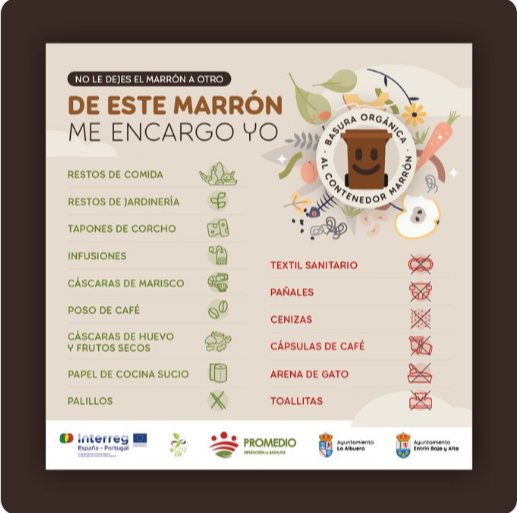 NO LE DEJES EL MARRÓN A OTRO
DE ESTE MARRÓN
ME ENCARGO YO
· BASURA ORGÁNICA ·
AL CONTENEDOR MARRÓN
RESTOS DE COMIDA
RESTOS DE JARDINERÍA
TAPONES DE CORCHO
INFUSIONES
CÁSCARAS DE MARISCO
POSO DE CAFÉ
CÁSCARAS DE HUEVO
Y FRUTOS SECOS
PAPEL DE COCINA SUCIO
PALILLOS
TEXTIL SANITARIO
PAÑALES
CENIZAS
CÁPSULAS DE CAFÉ
ARENA DE GATO
TOALLITAS
Interreg
España - Portugal
PROMEDIO
DIPUTACIÓN DE BADAJOZ
Ayuntamiento
La Albuera
Ayuntamiento
Entrín Bajo y Alto